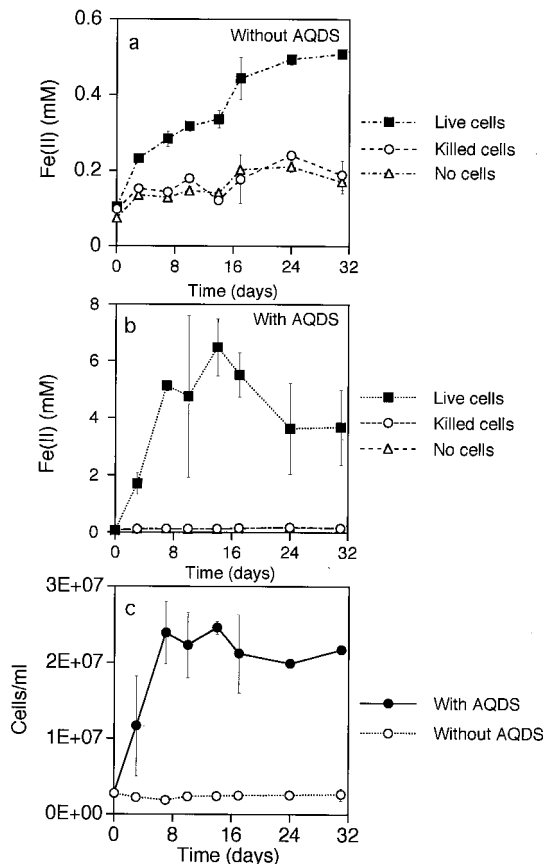 a
Without AQDS
0.6
0.4
0.2
0
Fe(II) (mM)
0 8 16 24 32
Time (days)
Live cells
Killed cells
No cells
b
With AQDS
8
6
4
2
0
Fe(II) (mM)
0 8 16 24 32
Time (days)
Live cells
Killed cells
No cells
c
3E+07
2E+07
1E+07
0E+00
Cells/ml
0 8 16 24 32
Time (days)
With AQDS
Without AQDS